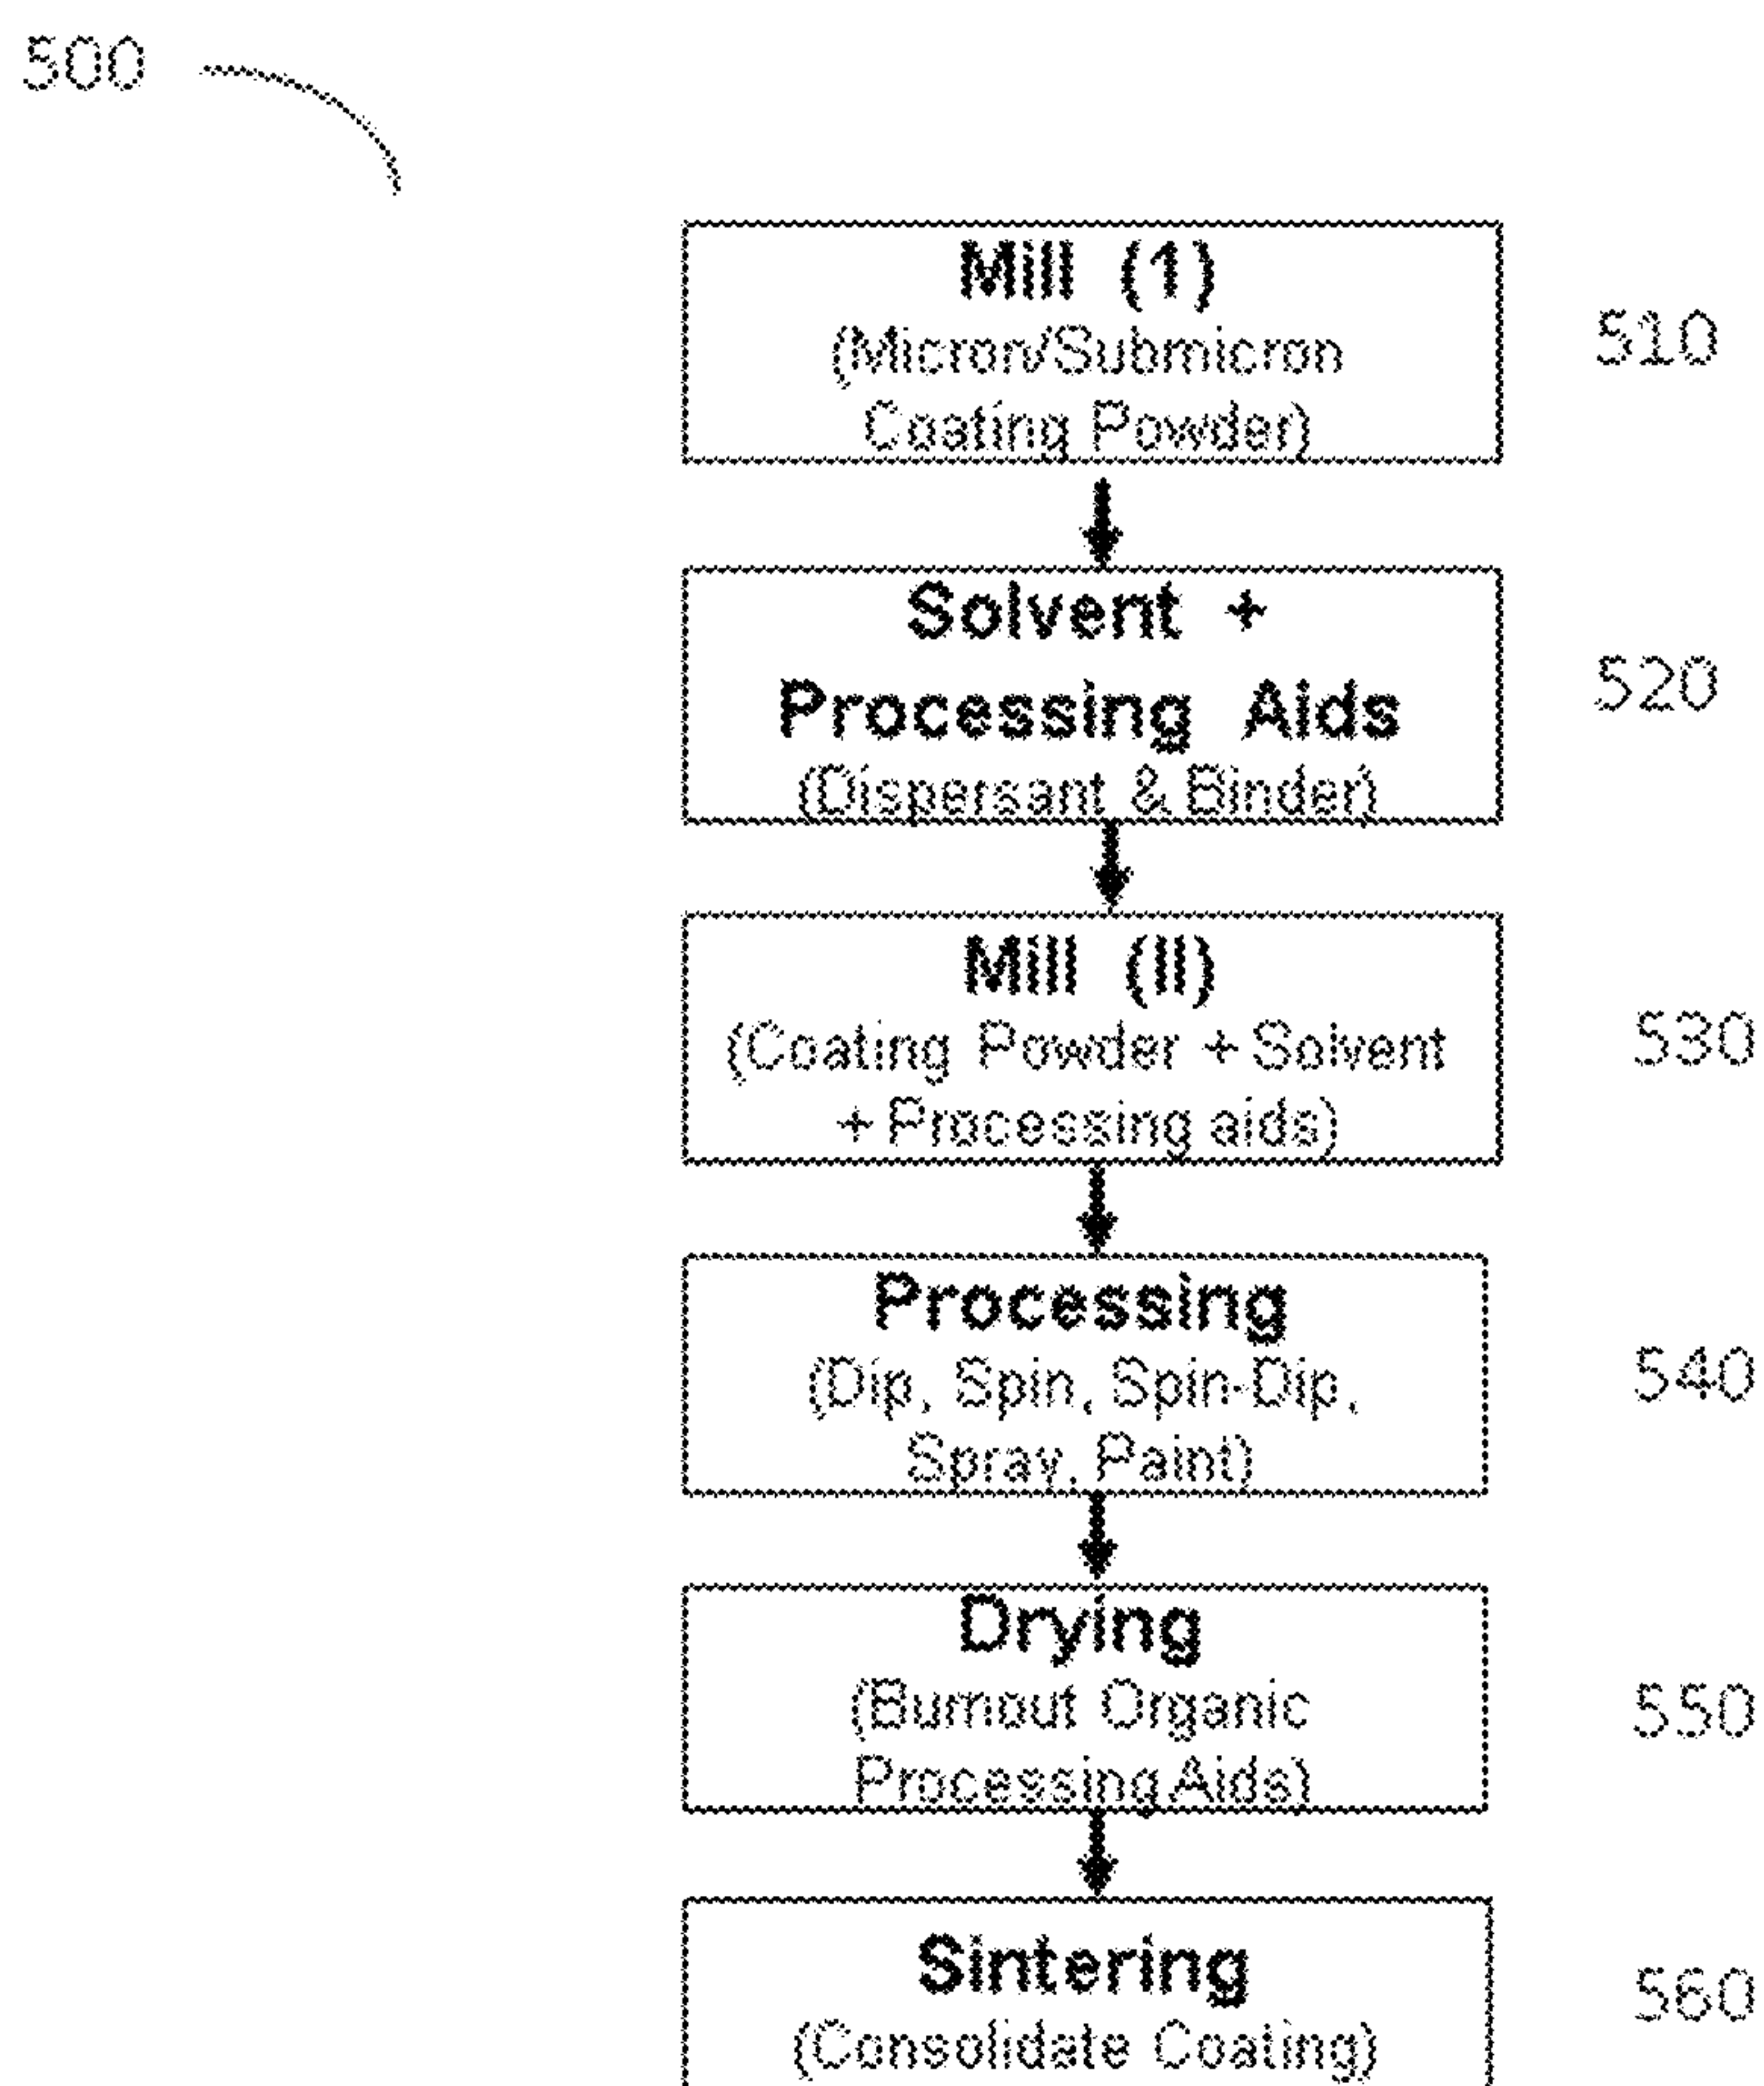 500
Mill (1)
(Micron/Submicron
Coating Powder)
510
Solvent +
Processing Aids
(Dispersant & Binder)
520
Mill (II)
(Coating Powder + Solvent
+ Processing aids)
530
Processing
(Dip, Spin, Spin-Dip,
Spray, Paint)
540
Drying
(Burnout Organic
Processing Aids)
550
Sintering
(Consolidate Coating)
560